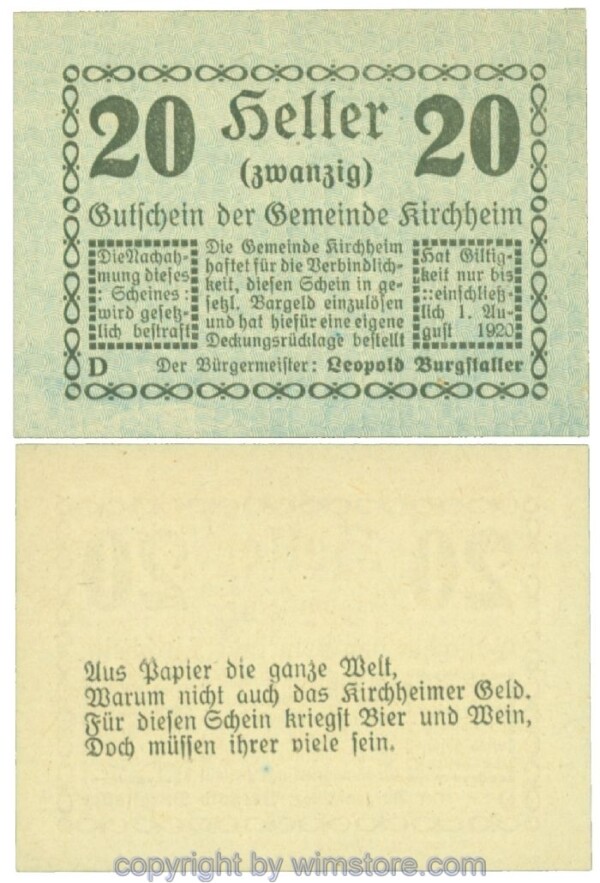 20 Heller 20
(zwanzig)
Gutschein der Gemeinde Kirchheim
Die Nachah-
mung dieses
: Scheines :
wird gesetz-
lich bestraft
Die Gemeinde Kirchheim
haftet für die Verbindlich-
keit, diesen Schein in ge-
setzl. Bargeld einzulösen
und hat hiefür eine eigene
Deckungsrücklage bestellt
Hat Giltig-
keit nur bis
::einschließ-
lich 1. Au-
gust 1920
D Der Bürgermeister: Leopold Burgstaller
Aus Papier die ganze Welt,
Warum nicht auch das Kirchheimer Geld.
Für diesen Schein kriegst Bier und Wein,
Doch müssen ihrer viele sein.
copyright by wimstore.com